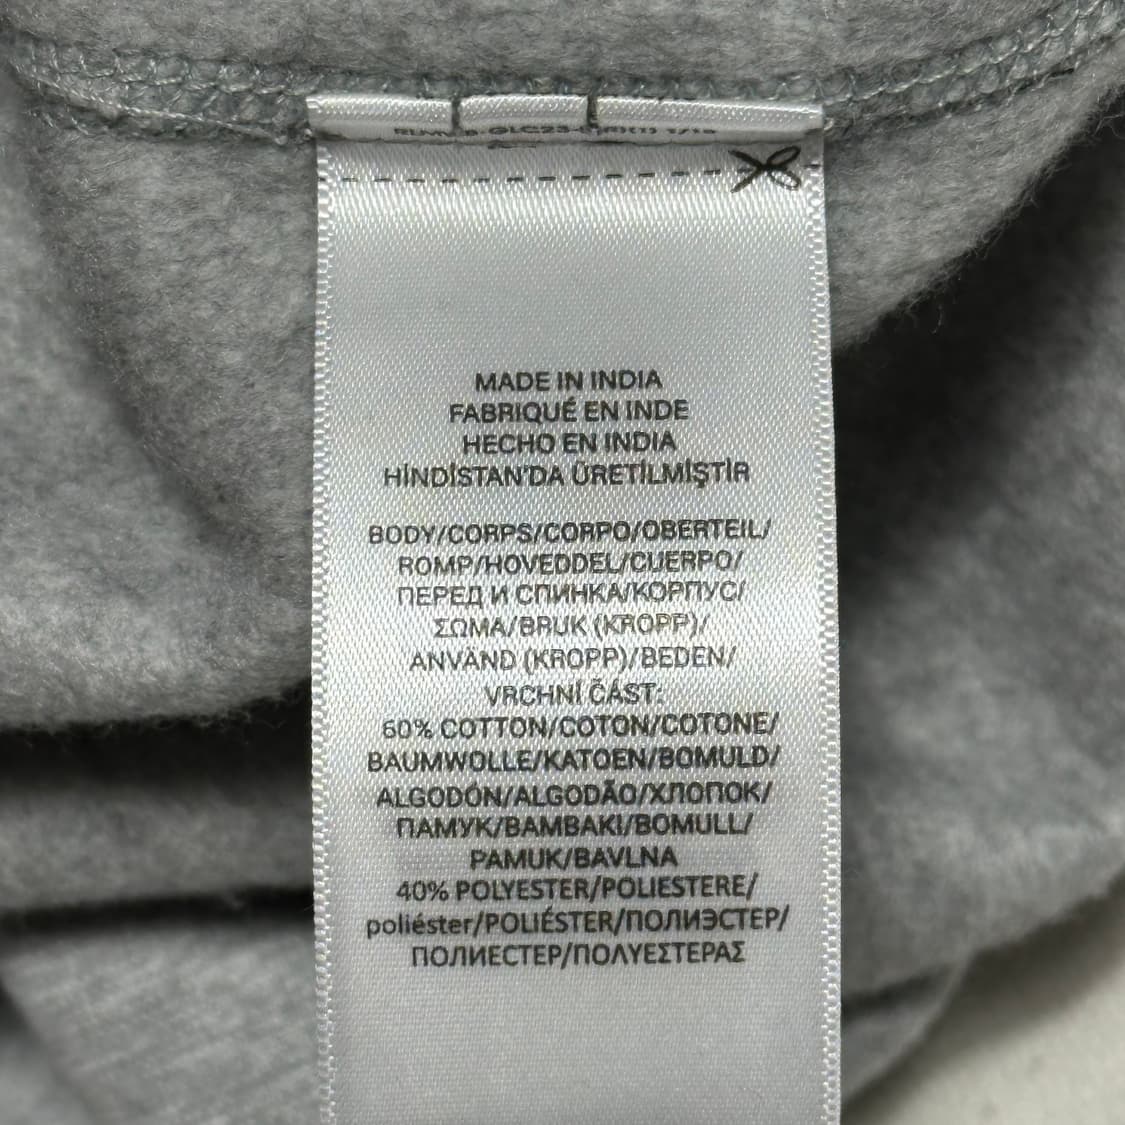 MADE IN INDIA
FABRIQUÉ EN INDE
HECHO EN INDIA
HİNDİSTAN'DA ÜRETİLMİŞTİR
BODY/CORPS/CORPO/OBERTEIL/
ROMP/HOVEDDEL/CUERPO/
ПЕРЕД И СПИНКА/КОРПУС/
ΣΩΜΑ/BRUK (KROPP)/
ANVÄND (KROPP)/BEDEN/
VRCHNÍ ČÁST:
60% COTTON/COTON/COTONE/
BAUMWOLLE/KATOEN/BOMULD/
ALGODÓN/ALGODÃO/ХЛОПОК/
ПАМУК/BAMBAKI/BOMULL/
PAMUK/BAVLNA
40% POLYESTER/POLIESTERE/
poliéster/POLIÉSTER/ПОЛИЭСТЕР/
ПОЛИЕСТЕР/ΠΟΛΥΕΣΤΕΡΑΣ